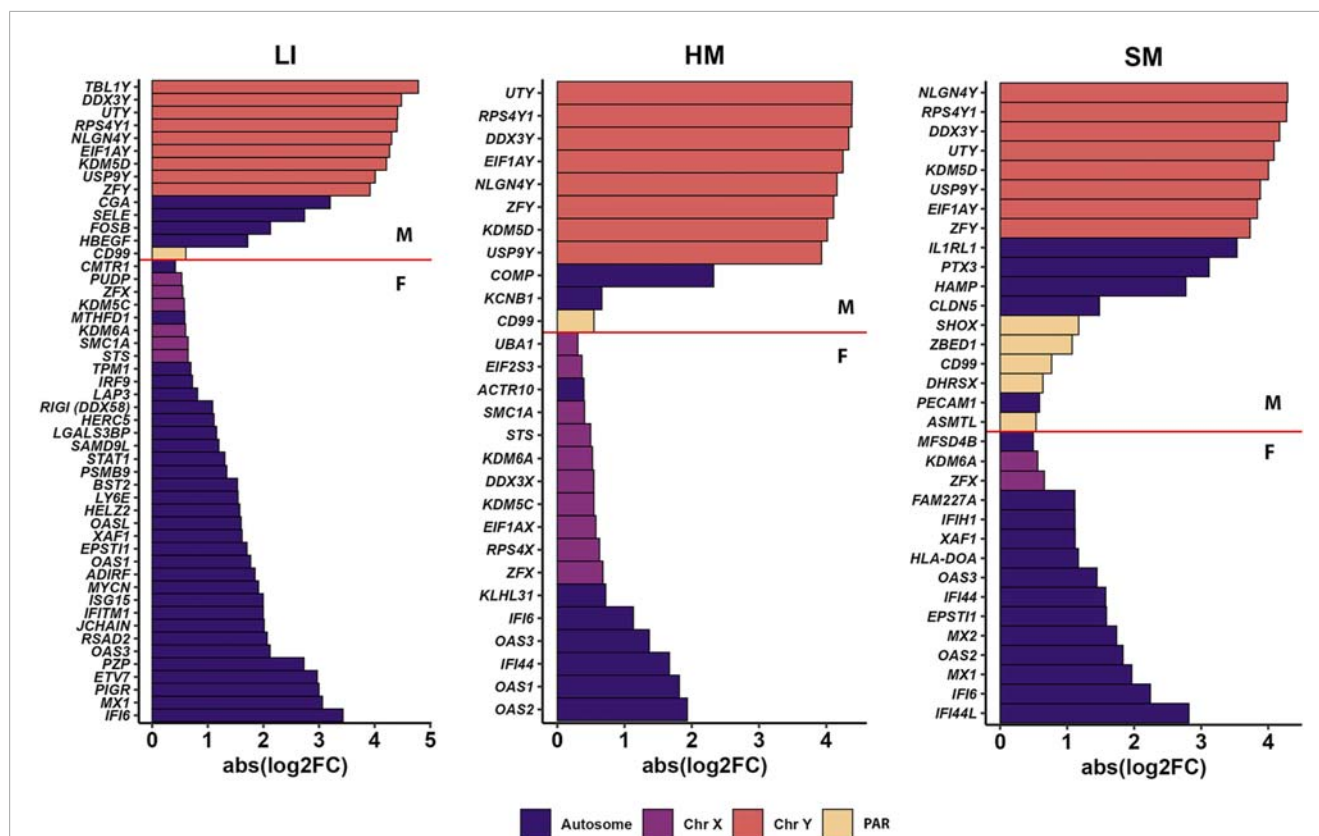 LI
TBL1Y
DDX3Y
UTY
RPS4Y1
NLGN4Y
EIF1AY
KDM5D
USP9Y
ZFY
CGA
SELE
FOSB
HBEGF
CD99
CMTR1
PUDP
ZFX
KDM5C
MTHFD1
KDM6A
SMC1A
STS
TPM1
IRF9
LAP3
RIGI (DDX58)
HERC5
LGALS3BP
SAMD9L
STAT1
PSMB9
BST2
LY6E
HELZ2
OASL
XAF1
EPSTI1
OAS1
ADIRF
MYCN
ISG15
IFITM1
JCHAIN
RSAD2
OAS3
PZP
ETV7
PIGR
MX1
IFI6
M
F
0 1 2 3 4 5
abs(log2FC)
HM
UTY
RPS4Y1
DDX3Y
EIF1AY
NLGN4Y
ZFY
KDM5D
USP9Y
COMP
KCNB1
CD99
UBA1
EIF2S3
ACTR10
SMC1A
STS
KDM6A
DDX3X
KDM5C
EIF1AX
RPS4X
ZFX
KLHL31
IFI6
OAS3
IFI44
OAS1
OAS2
M
F
0 1 2 3 4
abs(log2FC)
SM
NLGN4Y
RPS4Y1
DDX3Y
UTY
KDM5D
USP9Y
EIF1AY
ZFY
IL1RL1
PTX3
HAMP
CLDN5
SHOX
ZBED1
CD99
DHRSX
PECAM1
ASMTL
MFSD4B
KDM6A
ZFX
FAM227A
IFIH1
XAF1
HLA-DOA
OAS3
IFI44
EPSTI1
MX2
OAS2
MX1
IFI6
IFI44L
M
F
0 1 2 3 4
abs(log2FC)
Autosome Chr X Chr Y PAR